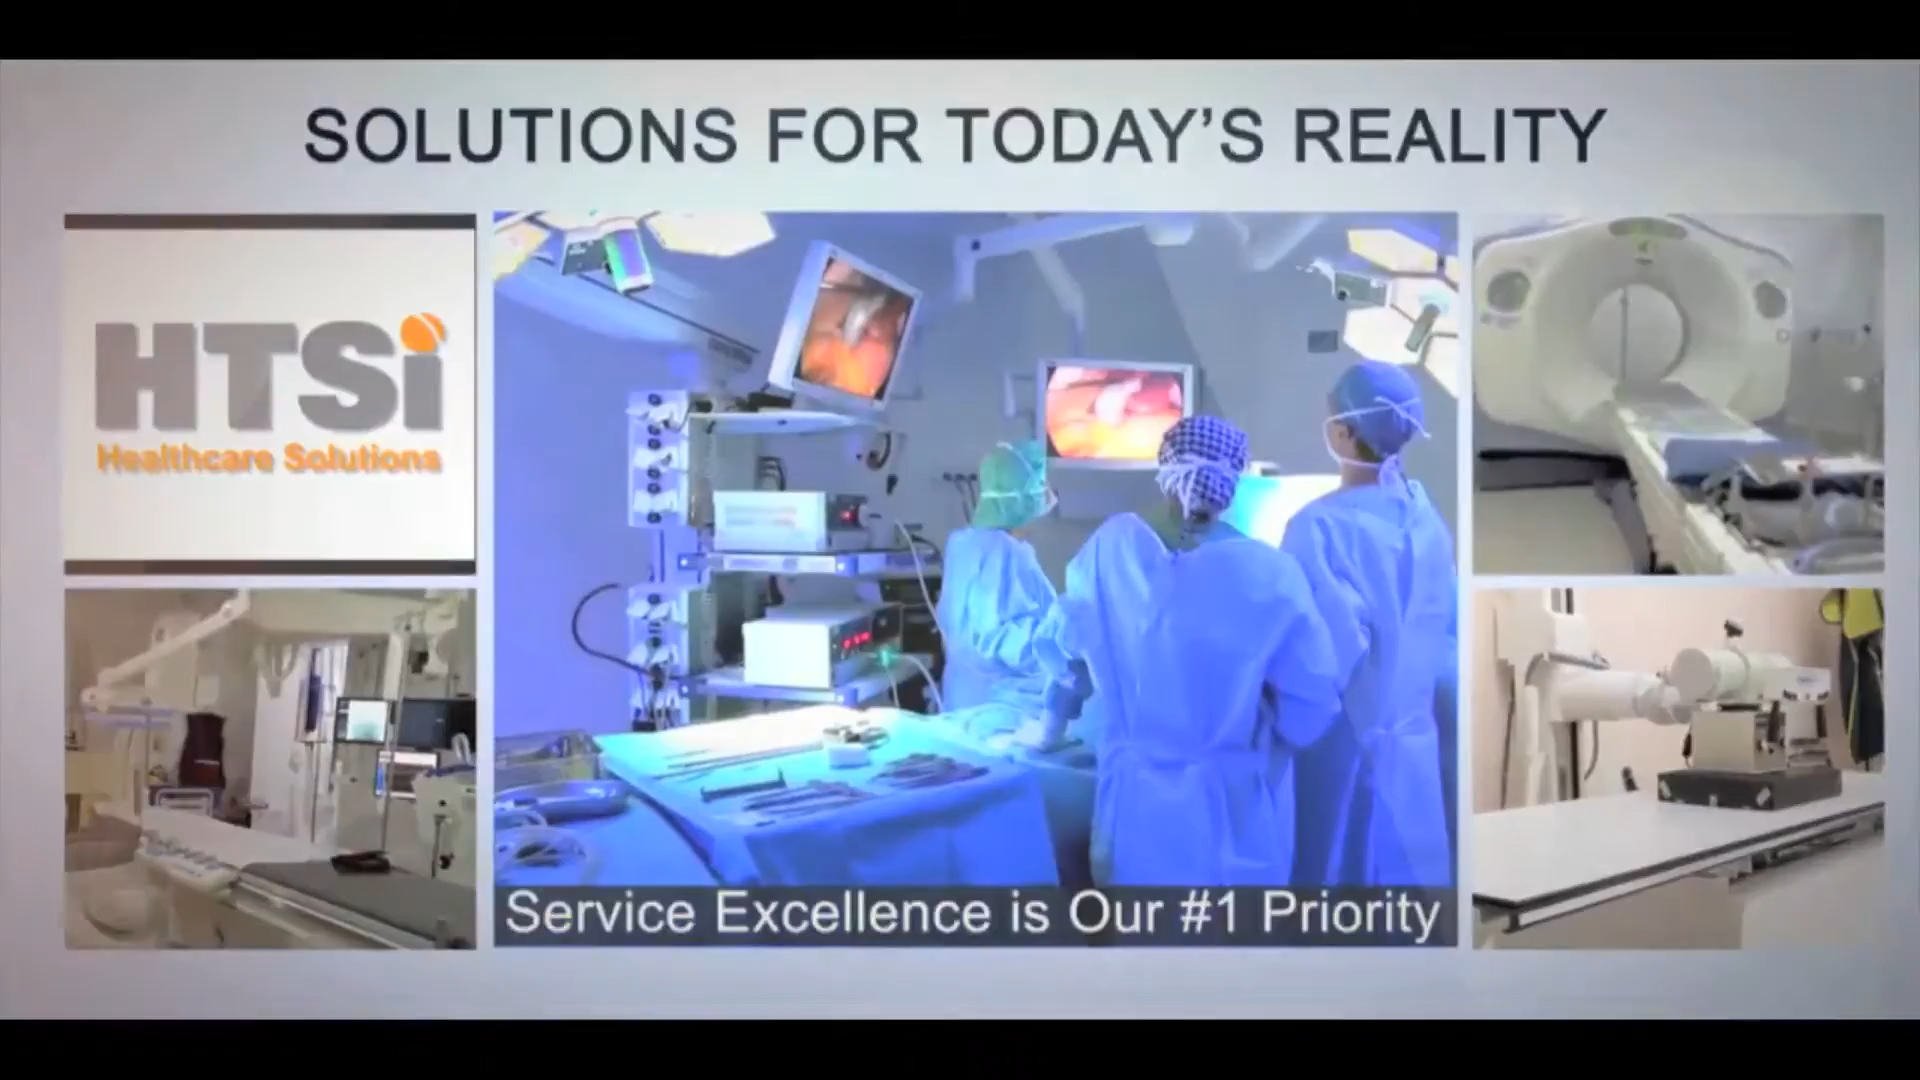 SOLUTIONS FOR TODAY'S REALITY
HTSi
Healthcare Solutions
Service Excellence is Our #1 Priority